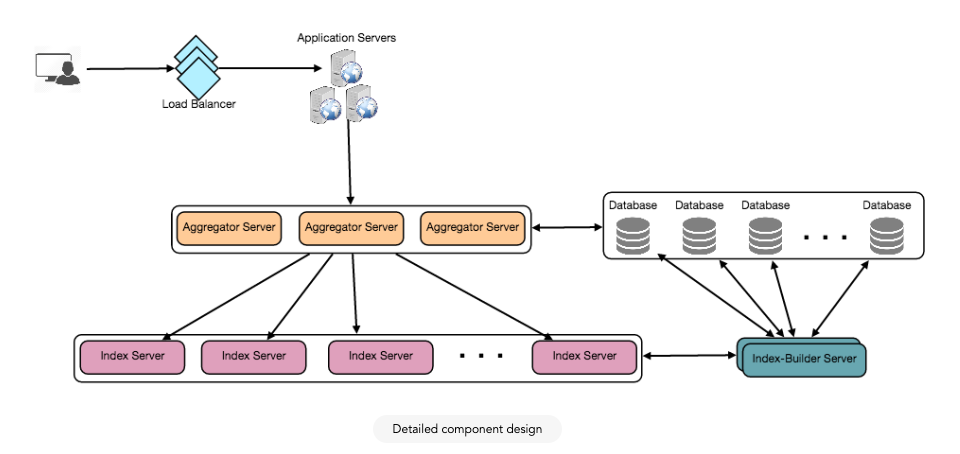 Application Servers
Load Balancer
Aggregator Server
Aggregator Server
Aggregator Server
Database
Database
Database
Database
Index Server
Index Server
Index Server
Index Server
Index-Builder Server
Detailed component design